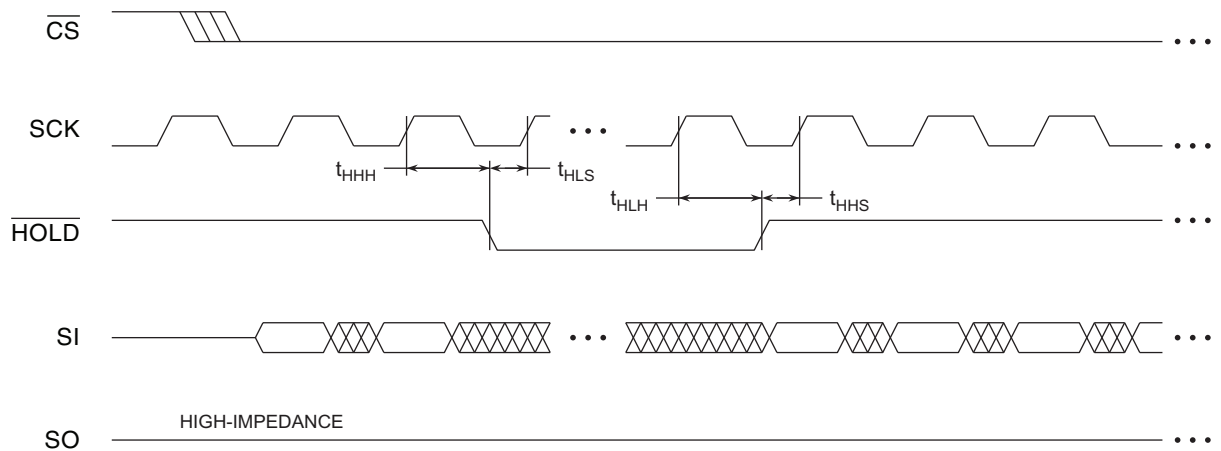 CS
SCK
tHHH
tHLS
tHLH
tHHS
HOLD
SI
HIGH-IMPEDANCE
SO